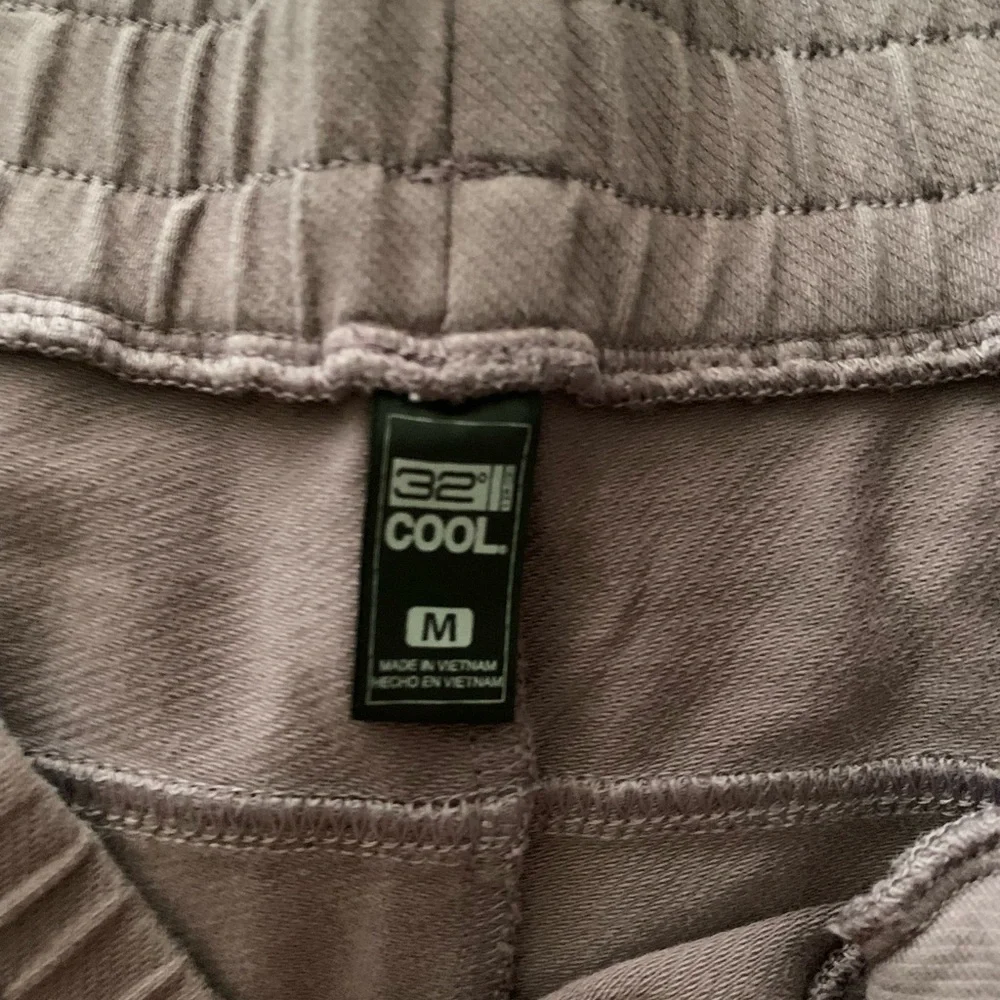 32°
COOL.
M
MADE IN VIETNAM
HECHO EN VIETNAM